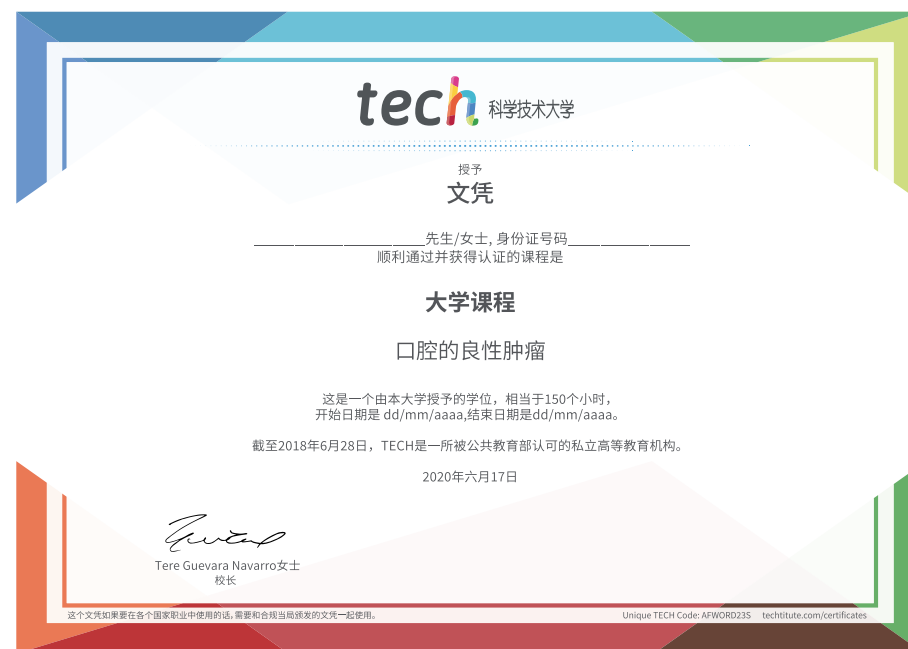 tech 科学技术大学
授予
文凭
先生/女士, 身份证号码
顺利通过并获得认证的课程是
大学课程
口腔的良性肿瘤
这是一个由本大学授予的学位，相当于150个小时，
开始日期是 dd/mm/aaaa,结束日期是dd/mm/aaaa。
截至2018年6月28日，TECH是一所被公共教育部认可的私立高等教育机构。
2020年六月17日
Tere Guevara Navarro女士
校长
这个文凭如果要在各个国家职业中使用的话,需要和合规当局颁发的文凭一起使用。
Unique TECH Code: AFWORD23S techtitute.com/certificates